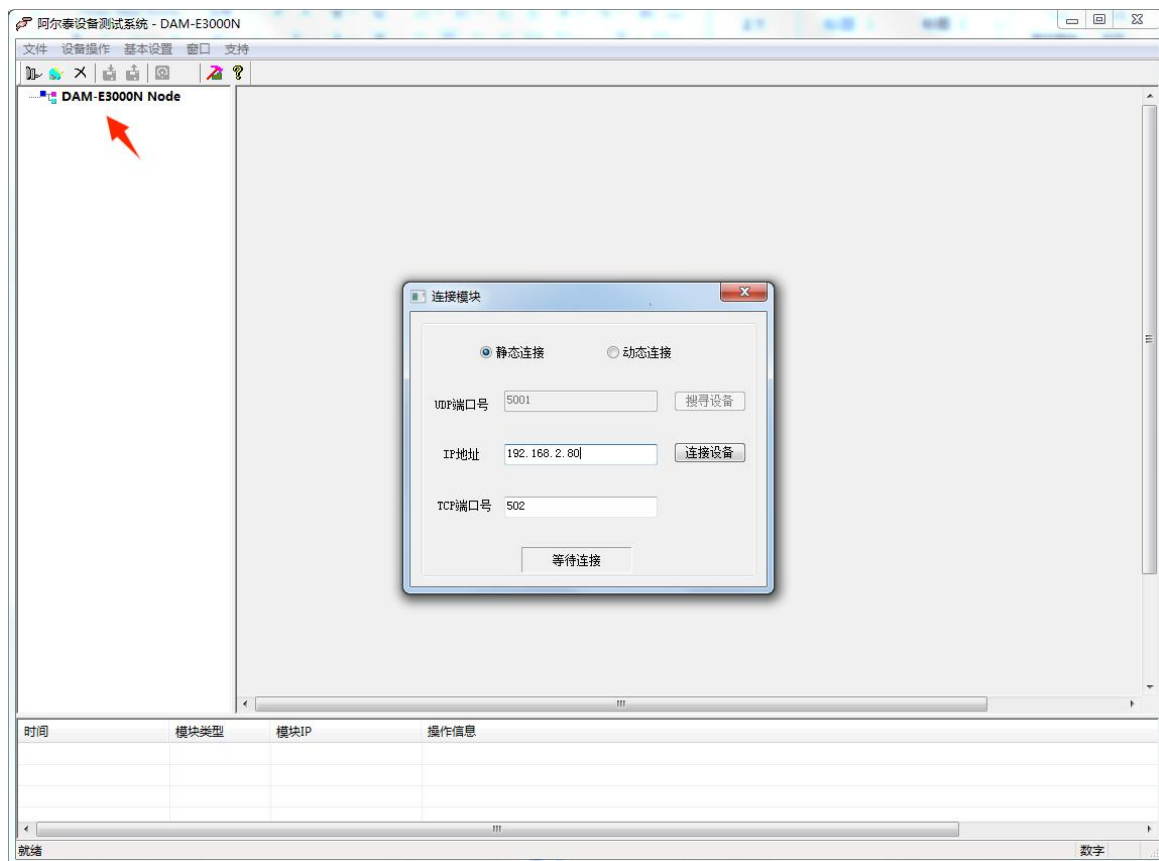 阿尔泰设备测试系统 - DAM-E3000N
文件 设备操作 基本设置 窗口 支持
DAM-E3000N Node
连接模块
静态连接 动态连接
UDP端口号 5001 搜寻设备
IP地址 192.168.2.80 连接设备
TCP端口号 502
等待连接
时间 模块类型 模块IP 操作信息
就绪 数字